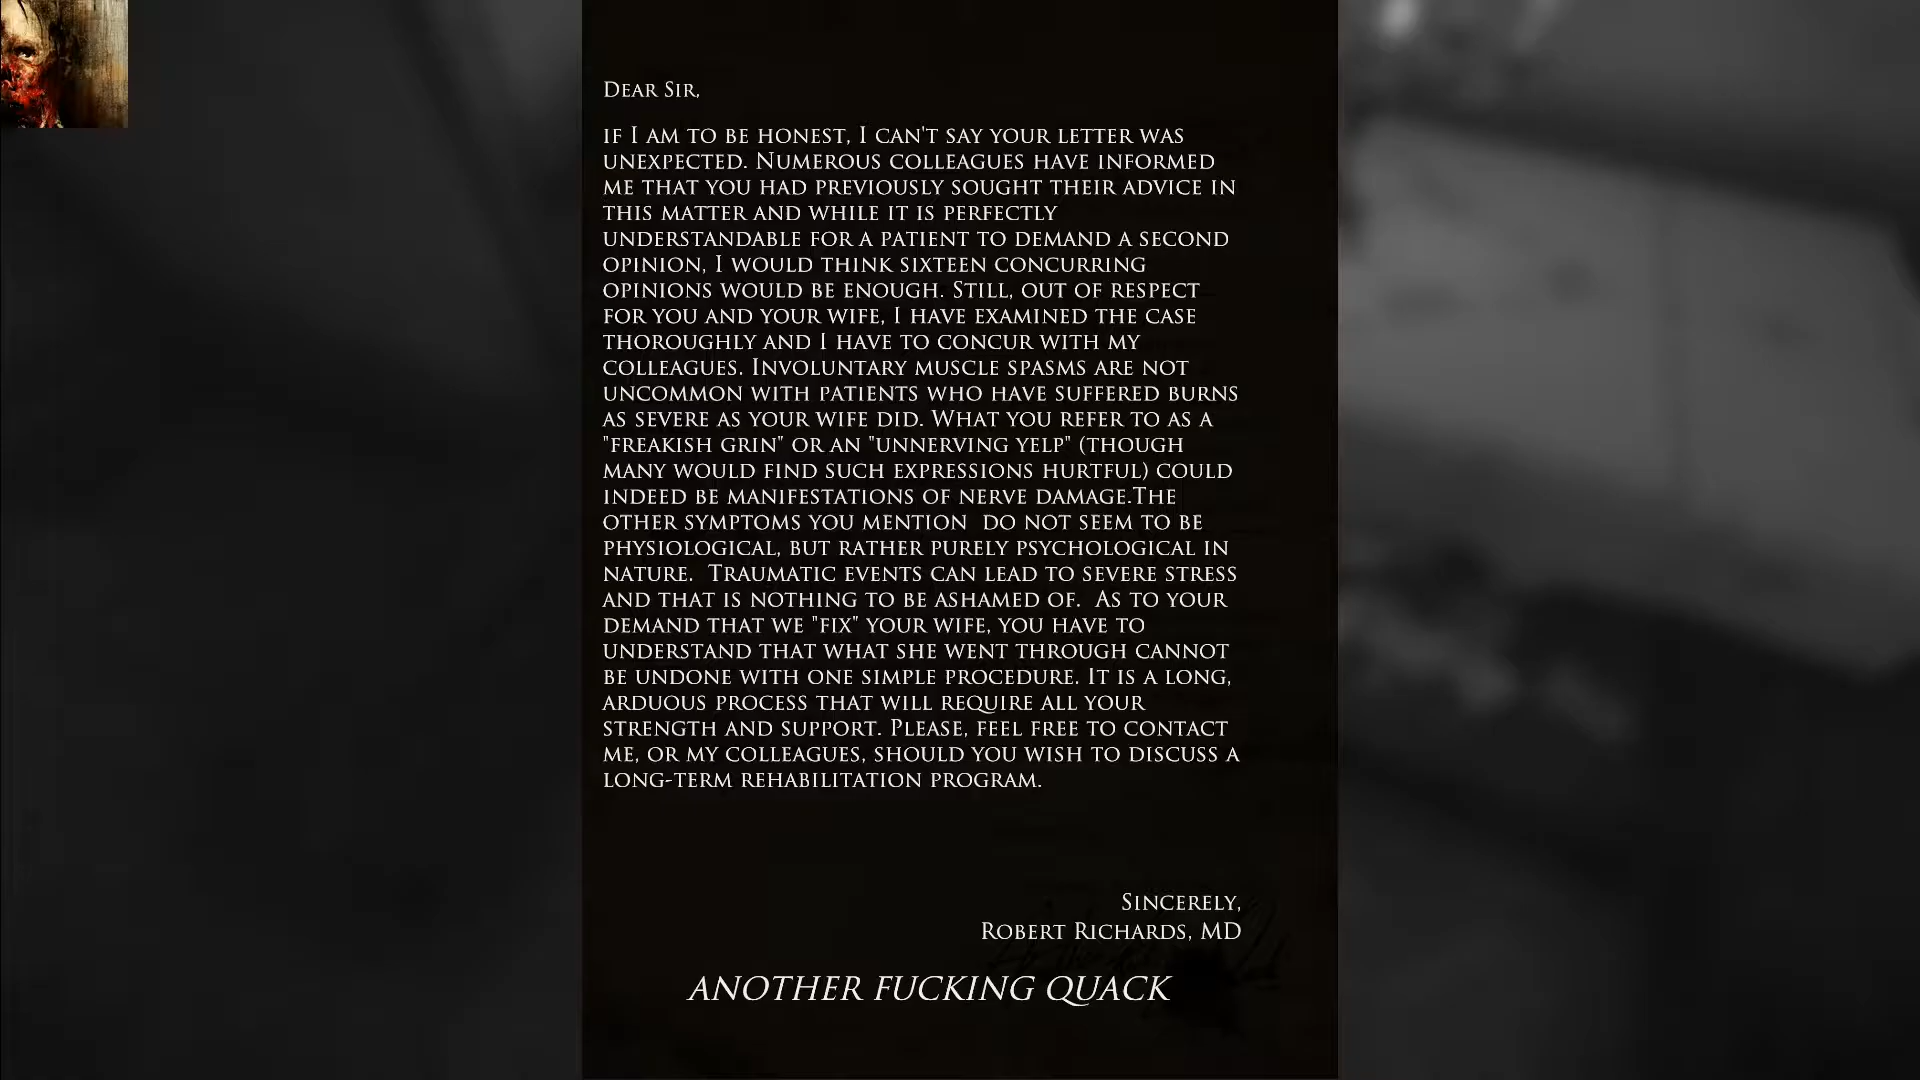 Dear Sir,
if I am to be honest, I can't say your letter was
unexpected. Numerous colleagues have informed
me that you had previously sought their advice in
this matter and while it is perfectly
understandable for a patient to demand a second
opinion, I would think sixteen concurring
opinions would be enough. Still, out of respect
for you and your wife, I have examined the case
thoroughly and I have to concur with my
colleagues. Involuntary muscle spasms are not
uncommon with patients who have suffered burns
as severe as your wife did. What you refer to as a
"freakish grin" or an "unnerving yelp" (though
many would find such expressions hurtful) could
indeed be manifestations of nerve damage.The
other symptoms you mention  do not seem to be
physiological, but rather purely psychological in
nature.  Traumatic events can lead to severe stress
and that is nothing to be ashamed of.  As to your
demand that we "fix" your wife, you have to
understand that what she went through cannot
be undone with one simple procedure. It is a long,
arduous process that will require all your
strength and support. Please, feel free to contact
me, or my colleagues, should you wish to discuss a
long-term rehabilitation program.
Sincerely,
Robert Richards, MD
ANOTHER FUCKING QUACK